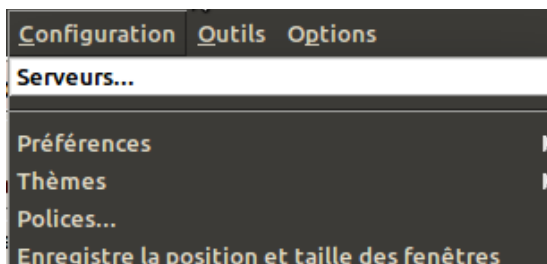 Configuration Outils Options
Serveurs...
Préférences
Thèmes
Polices...
Enregistre la position et taille des fenêtres